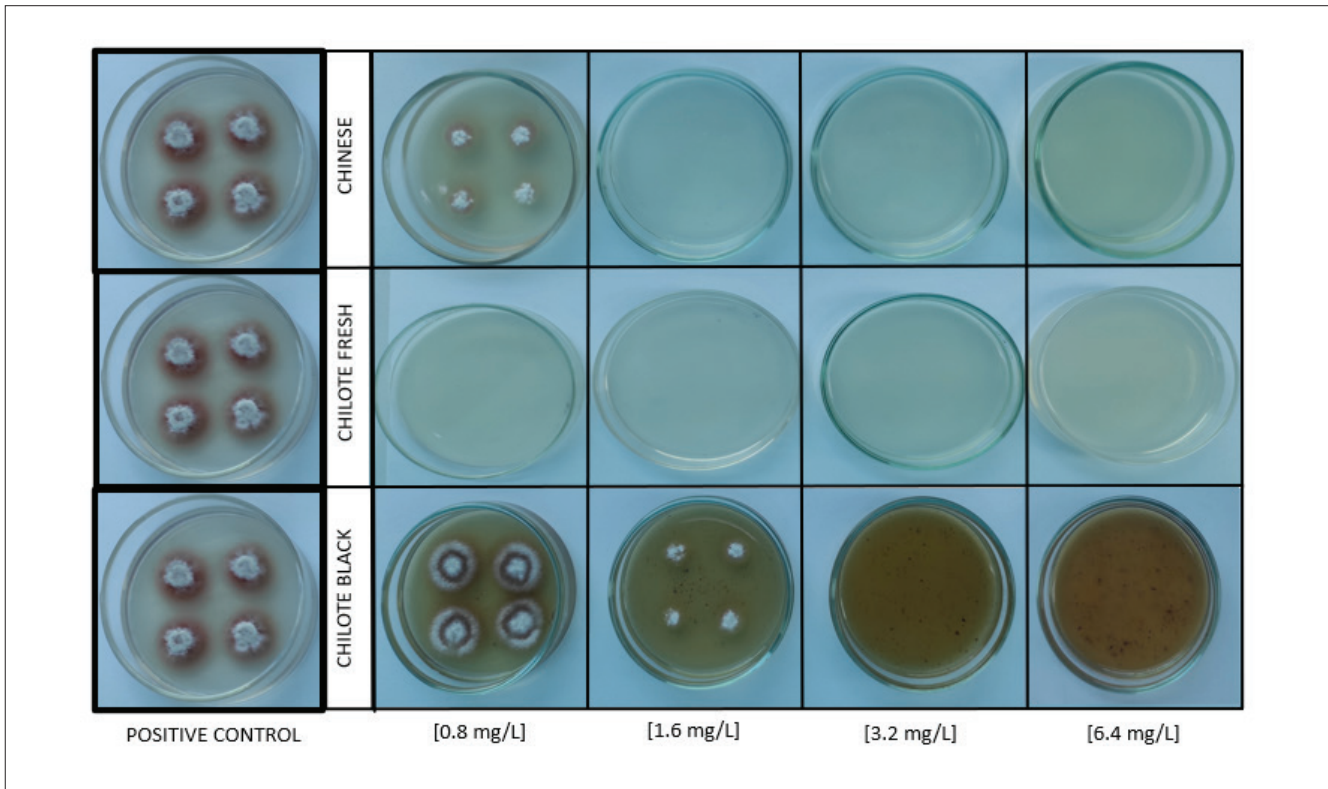 CHINESE
CHILOTE FRESH
CHILOTE BLACK
POSITIVE CONTROL
[0.8 mg/L]
[1.6 mg/L]
[3.2 mg/L]
[6.4 mg/L]